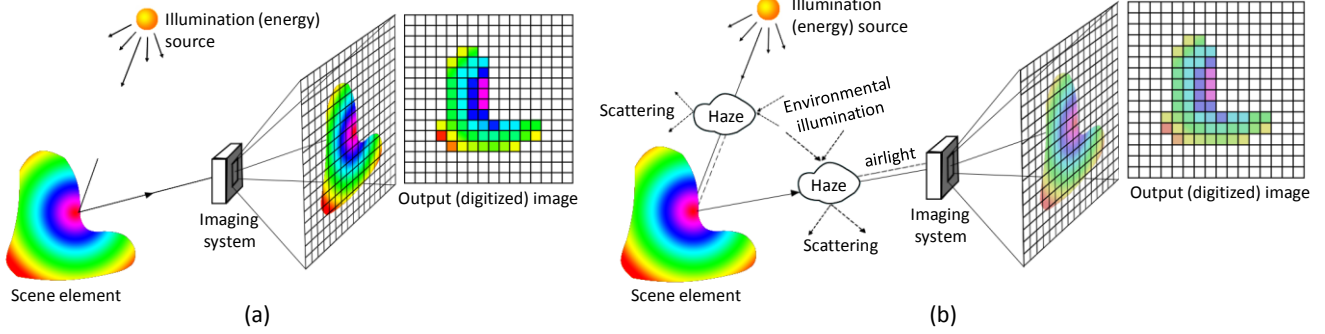 Illumination (energy)
source
Imaging
system
Scene element
Output (digitized) image
(a)
Illumination
(energy) source
Scattering
Haze
Environmental
illumination
Haze
airlight
Scattering
Imaging
system
Scene element
Output (digitized) image
(b)